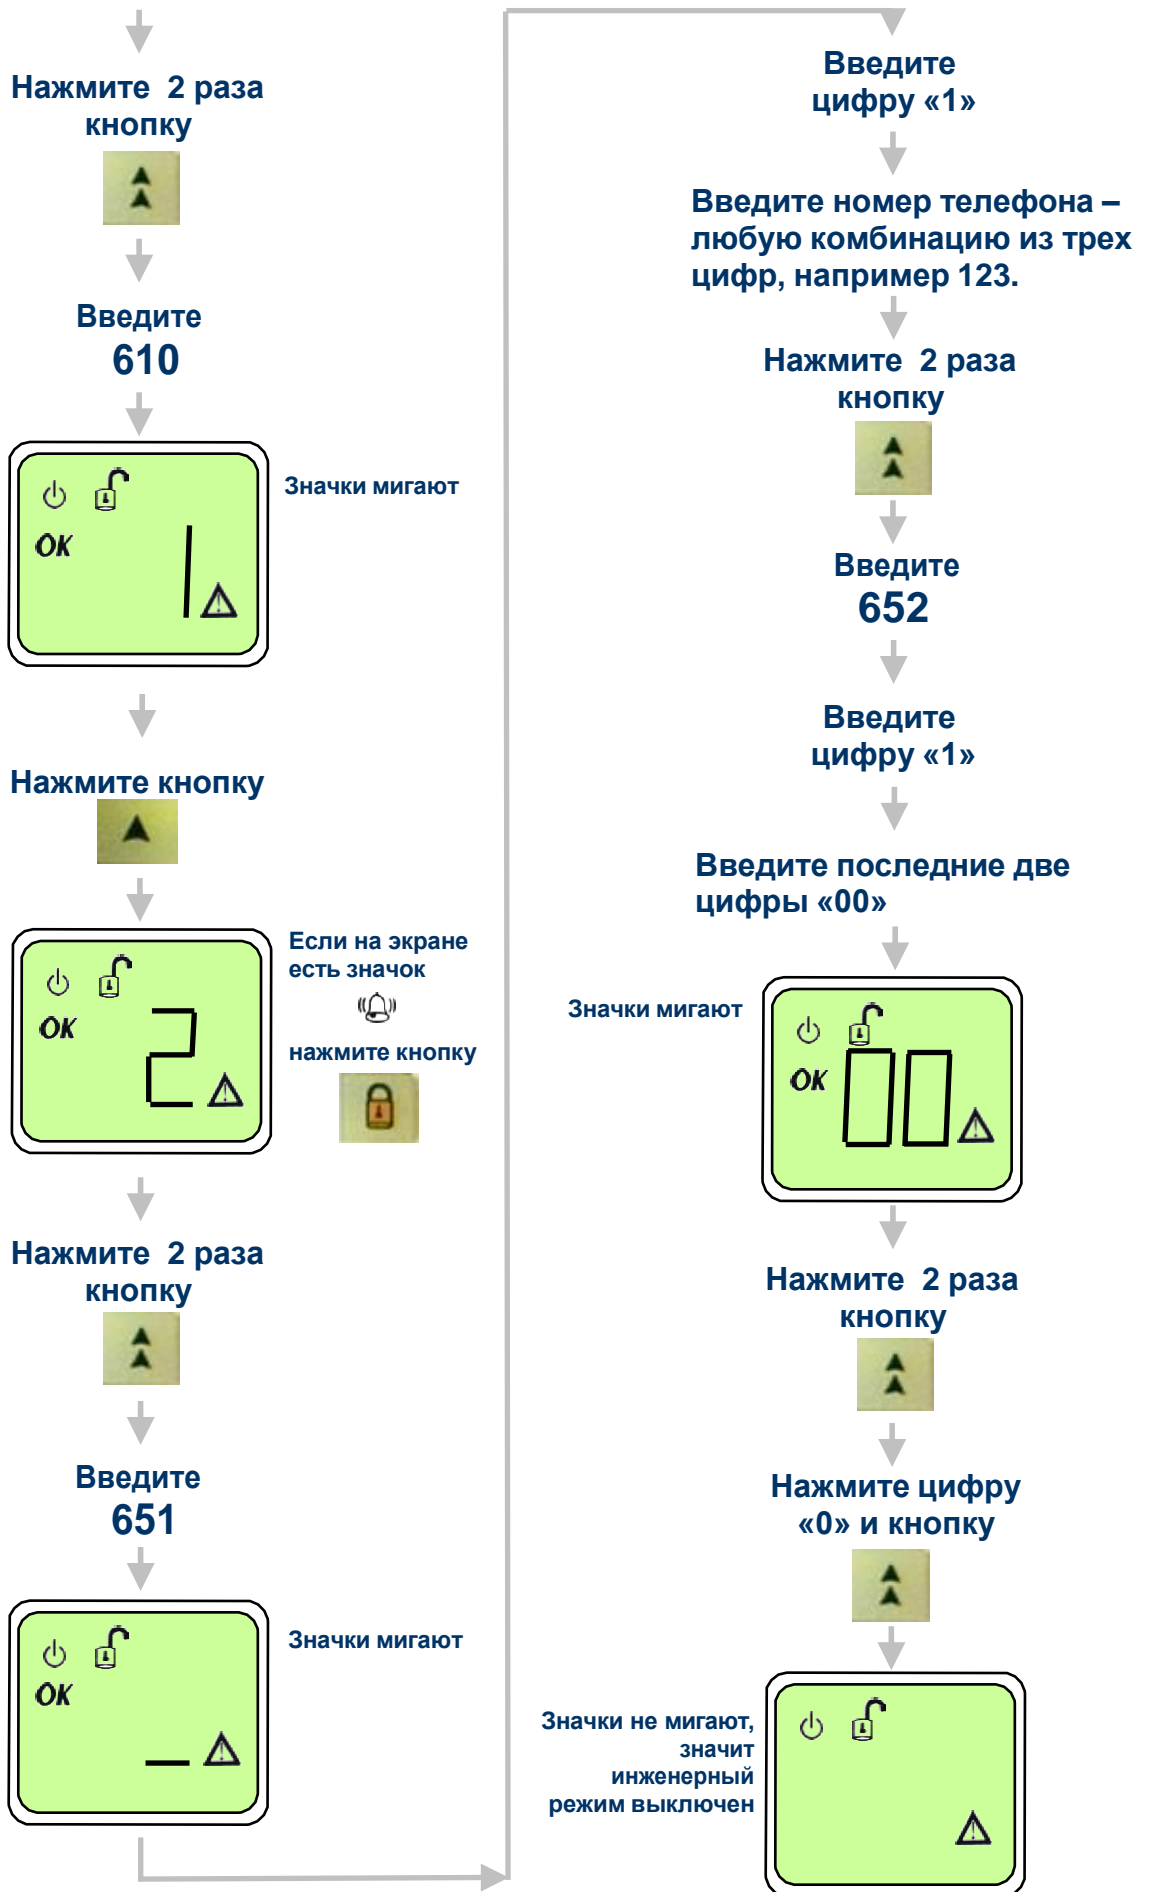 Нажмите 2 раза
кнопку
Введите
610
OK
1
Значки мигают
Нажмите кнопку
OK
2
Если на экране
есть значок
нажмите кнопку
Нажмите 2 раза
кнопку
Введите
651
OK
_
Значки мигают
Введите
цифру «1»
Введите номер телефона –
любую комбинацию из трех
цифр, например 123.
Нажмите 2 раза
кнопку
Введите
652
Введите
цифру «1»
Введите последние две
цифры «00»
Значки мигают
OK
00
Нажмите 2 раза
кнопку
Нажмите цифру
«0» и кнопку
Значки не мигают,
значит
инженерный
режим выключен